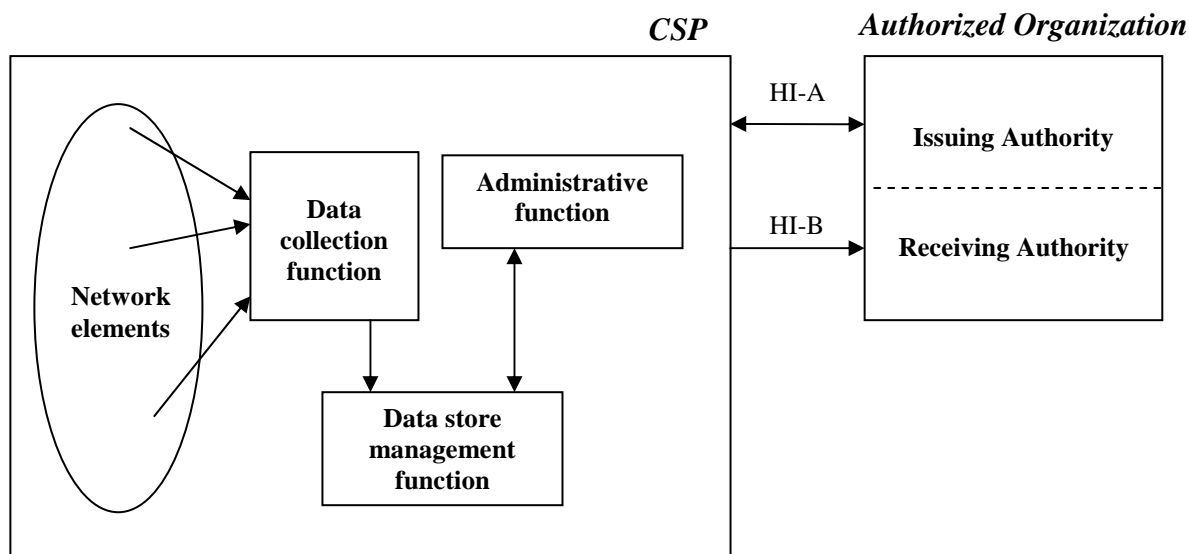 CSP
Authorized Organization
Network
elements
Data
collection
function
Administrative
function
Data store
management
function
HI-A
HI-B
Issuing Authority
Receiving Authority